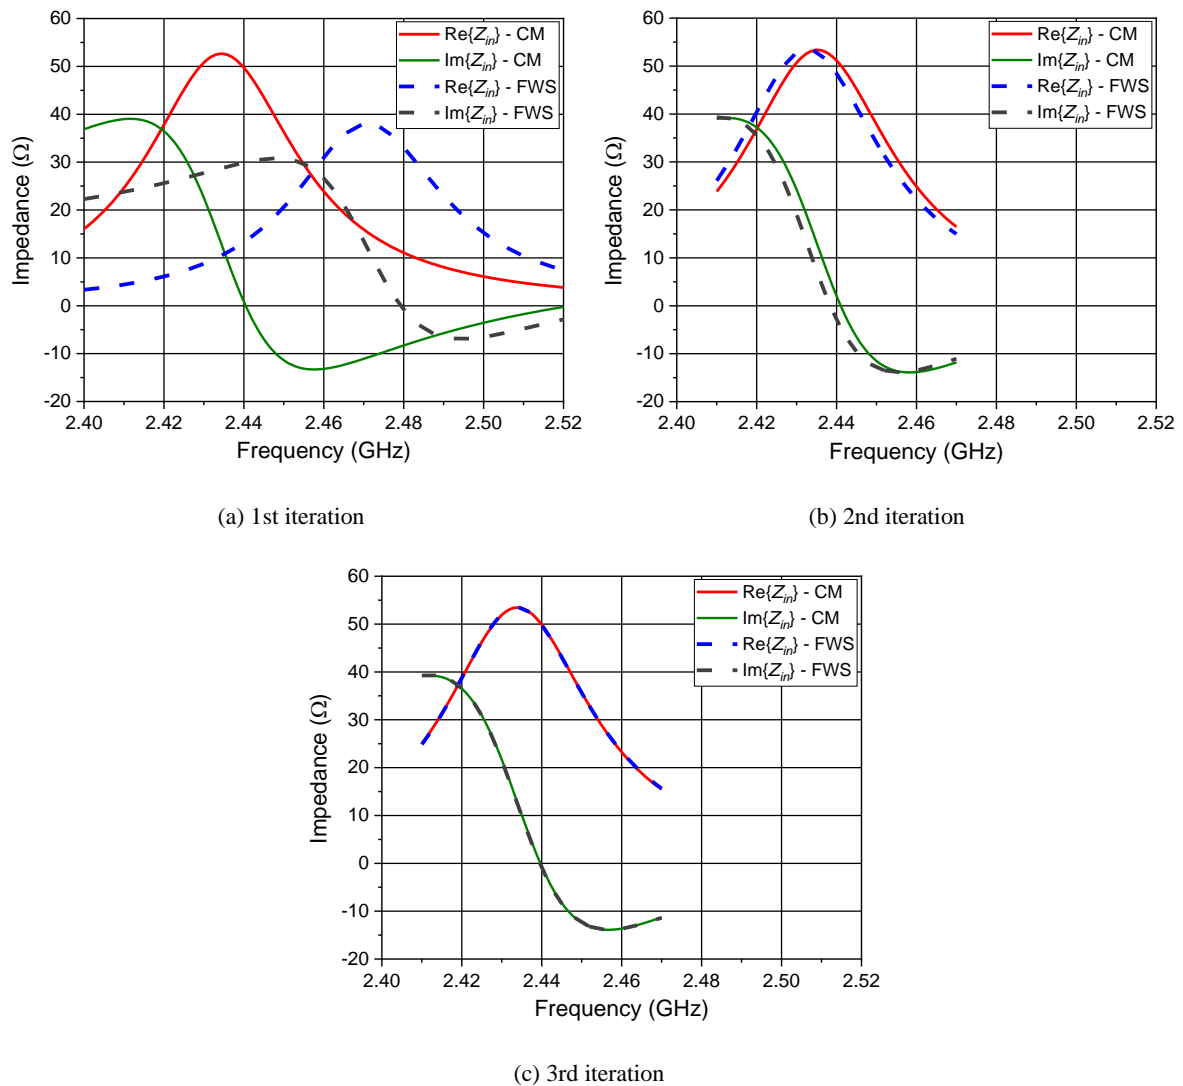 60
50
40
30
20
10
0
-10
-20
Impedance (Ω)
2.40 2.42 2.44 2.46 2.48 2.50 2.52
Frequency (GHz)
Re{Zin} - CM
Im{Zin} - CM
Re{Zin} - FWS
Im{Zin} - FWS
(a) 1st iteration
60
50
40
30
20
10
0
-10
-20
Impedance (Ω)
2.40 2.42 2.44 2.46 2.48 2.50 2.52
Frequency (GHz)
Re{Zin} - CM
Im{Zin} - CM
Re{Zin} - FWS
Im{Zin} - FWS
(b) 2nd iteration
60
50
40
30
20
10
0
-10
-20
Impedance (Ω)
2.40 2.42 2.44 2.46 2.48 2.50 2.52
Frequency (GHz)
Re{Zin} - CM
Im{Zin} - CM
Re{Zin} - FWS
Im{Zin} - FWS
(c) 3rd iteration